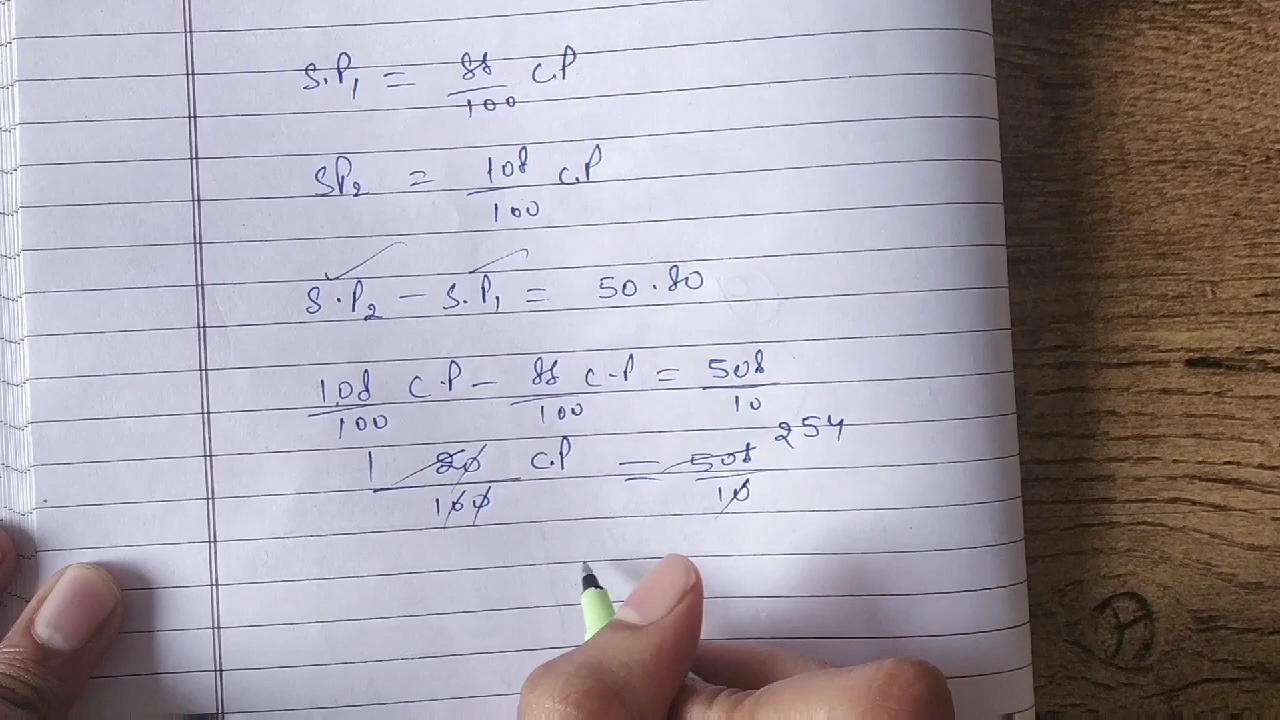 S.P₁ = 88/100 C.P
SP₂ = 108/100 C.P
S.P₂ - S.P₁ = 50.80
108/100 C.P - 88/100 C.P = 508/10
1 20/100 C.P = 508/10 254